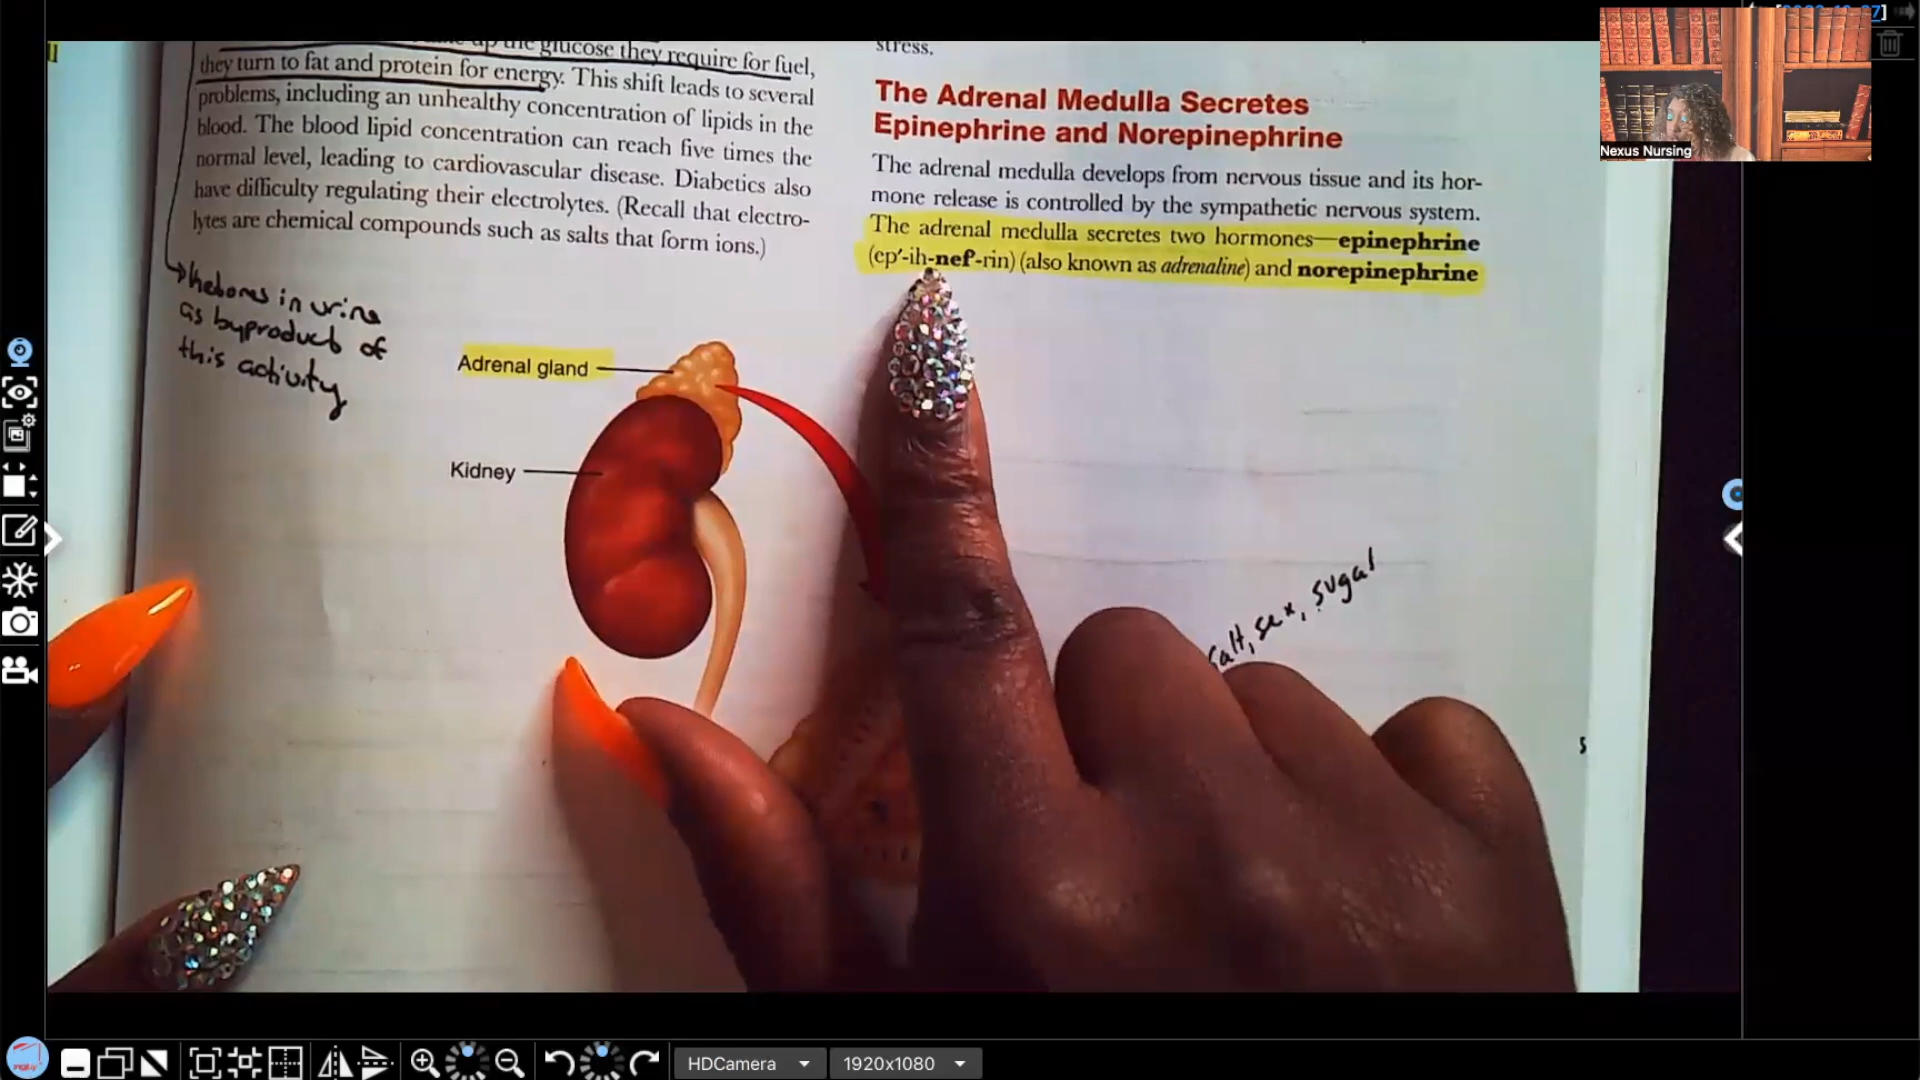 up the glucose they require for fuel,
they turn to fat and protein for energy. This shift leads to several
problems, including an unhealthy concentration of lipids in the
blood. The blood lipid concentration can reach five times the
normal level, leading to cardiovascular disease. Diabetics also
have difficulty regulating their electrolytes. (Recall that electro-
lytes are chemical compounds such as salts that form ions.)
ketones in urine
as byproduct of
this activity
Adrenal gland
Kidney
stress.
The Adrenal Medulla Secretes
Epinephrine and Norepinephrine
The adrenal medulla develops from nervous tissue and its hor-
mone release is controlled by the sympathetic nervous system.
The adrenal medulla secretes two hormones—epinephrine
(ep′-ih-nef-rin) (also known as adrenaline) and norepinephrine
salt, sex, sugar
s
Nexus Nursing
HDCamera
1920x1080